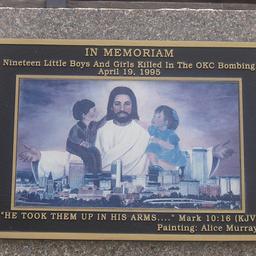 IN MEMORIAM
Nineteen Little Boys And Girls Killed In The OKC Bombing
April 19, 1995
"HE TOOK THEM UP IN HIS ARMS...." Mark 10:16 (KJV
Painting: Alice Murray